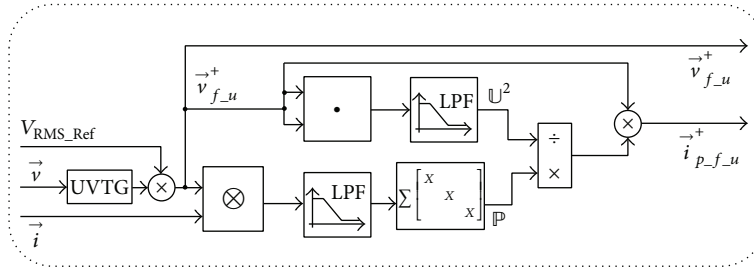 v⃗⁺f_u
v⃗⁺f_u
LPF
𝕌²
•
V_RMS_Ref
÷
×
×
i⃗⁺p_f_u
v⃗
UVTG
×
⊗
LPF
∑ [X X X]
ℙ
i⃗